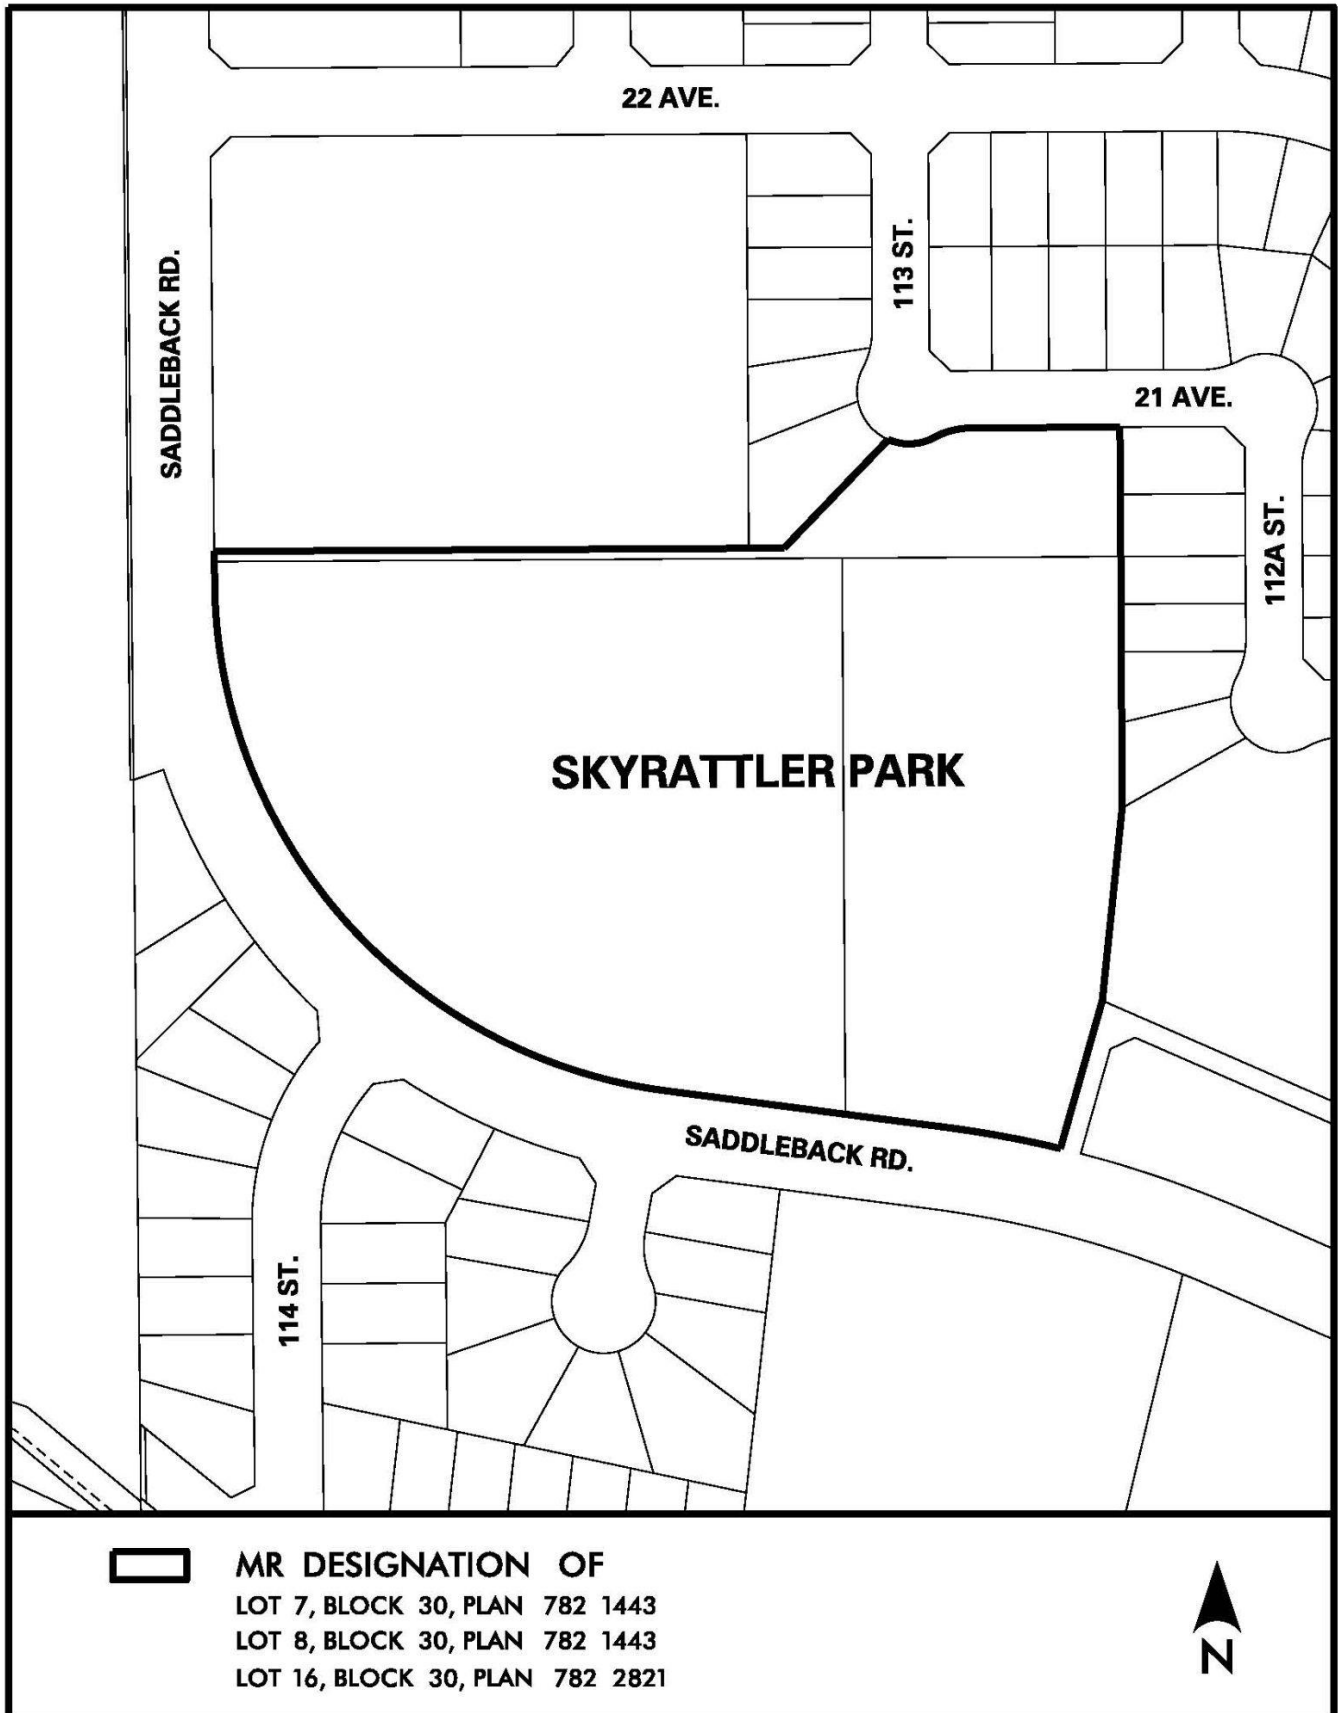 22 AVE.
SADDLEBACK RD.
113 ST.
21 AVE.
112A ST.
SKYRATTLER PARK
SADDLEBACK RD.
114 ST.
MR DESIGNATION OF
LOT 7, BLOCK 30, PLAN 782 1443
LOT 8, BLOCK 30, PLAN 782 1443
LOT 16, BLOCK 30, PLAN 782 2821
N